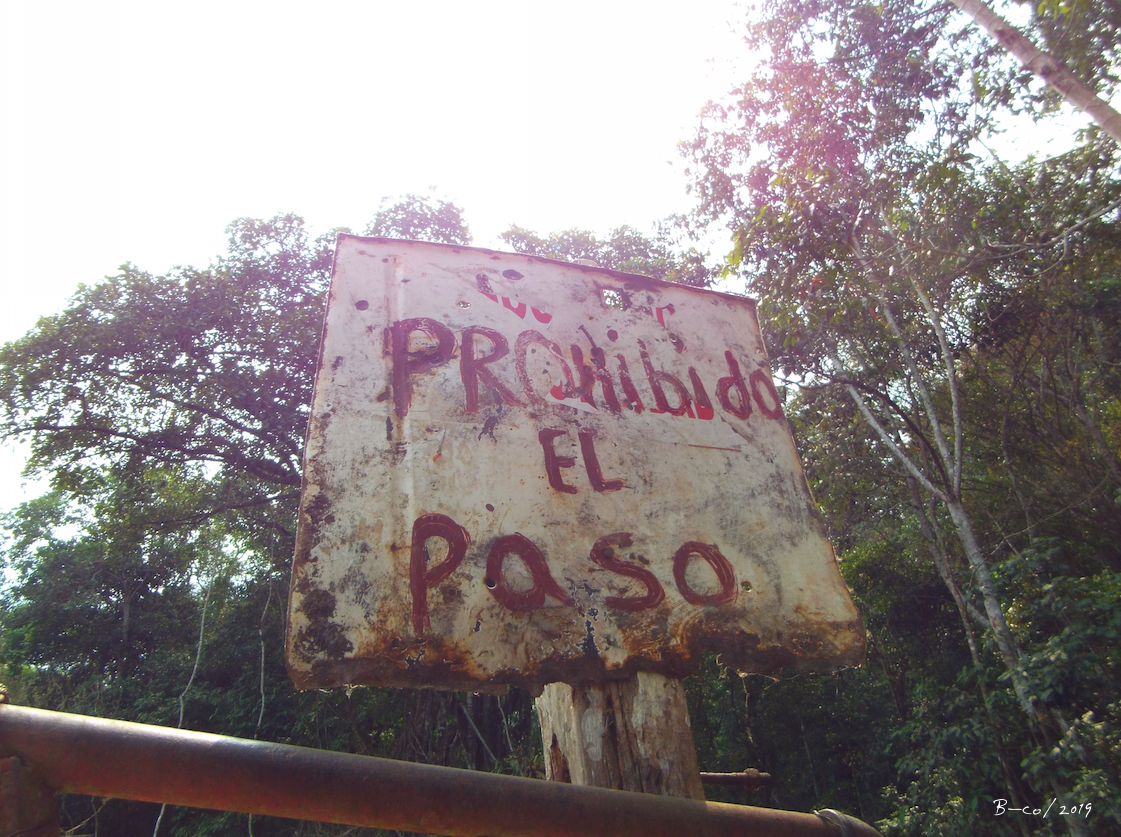 PROHibido
EL
PaSo
B-co/2019